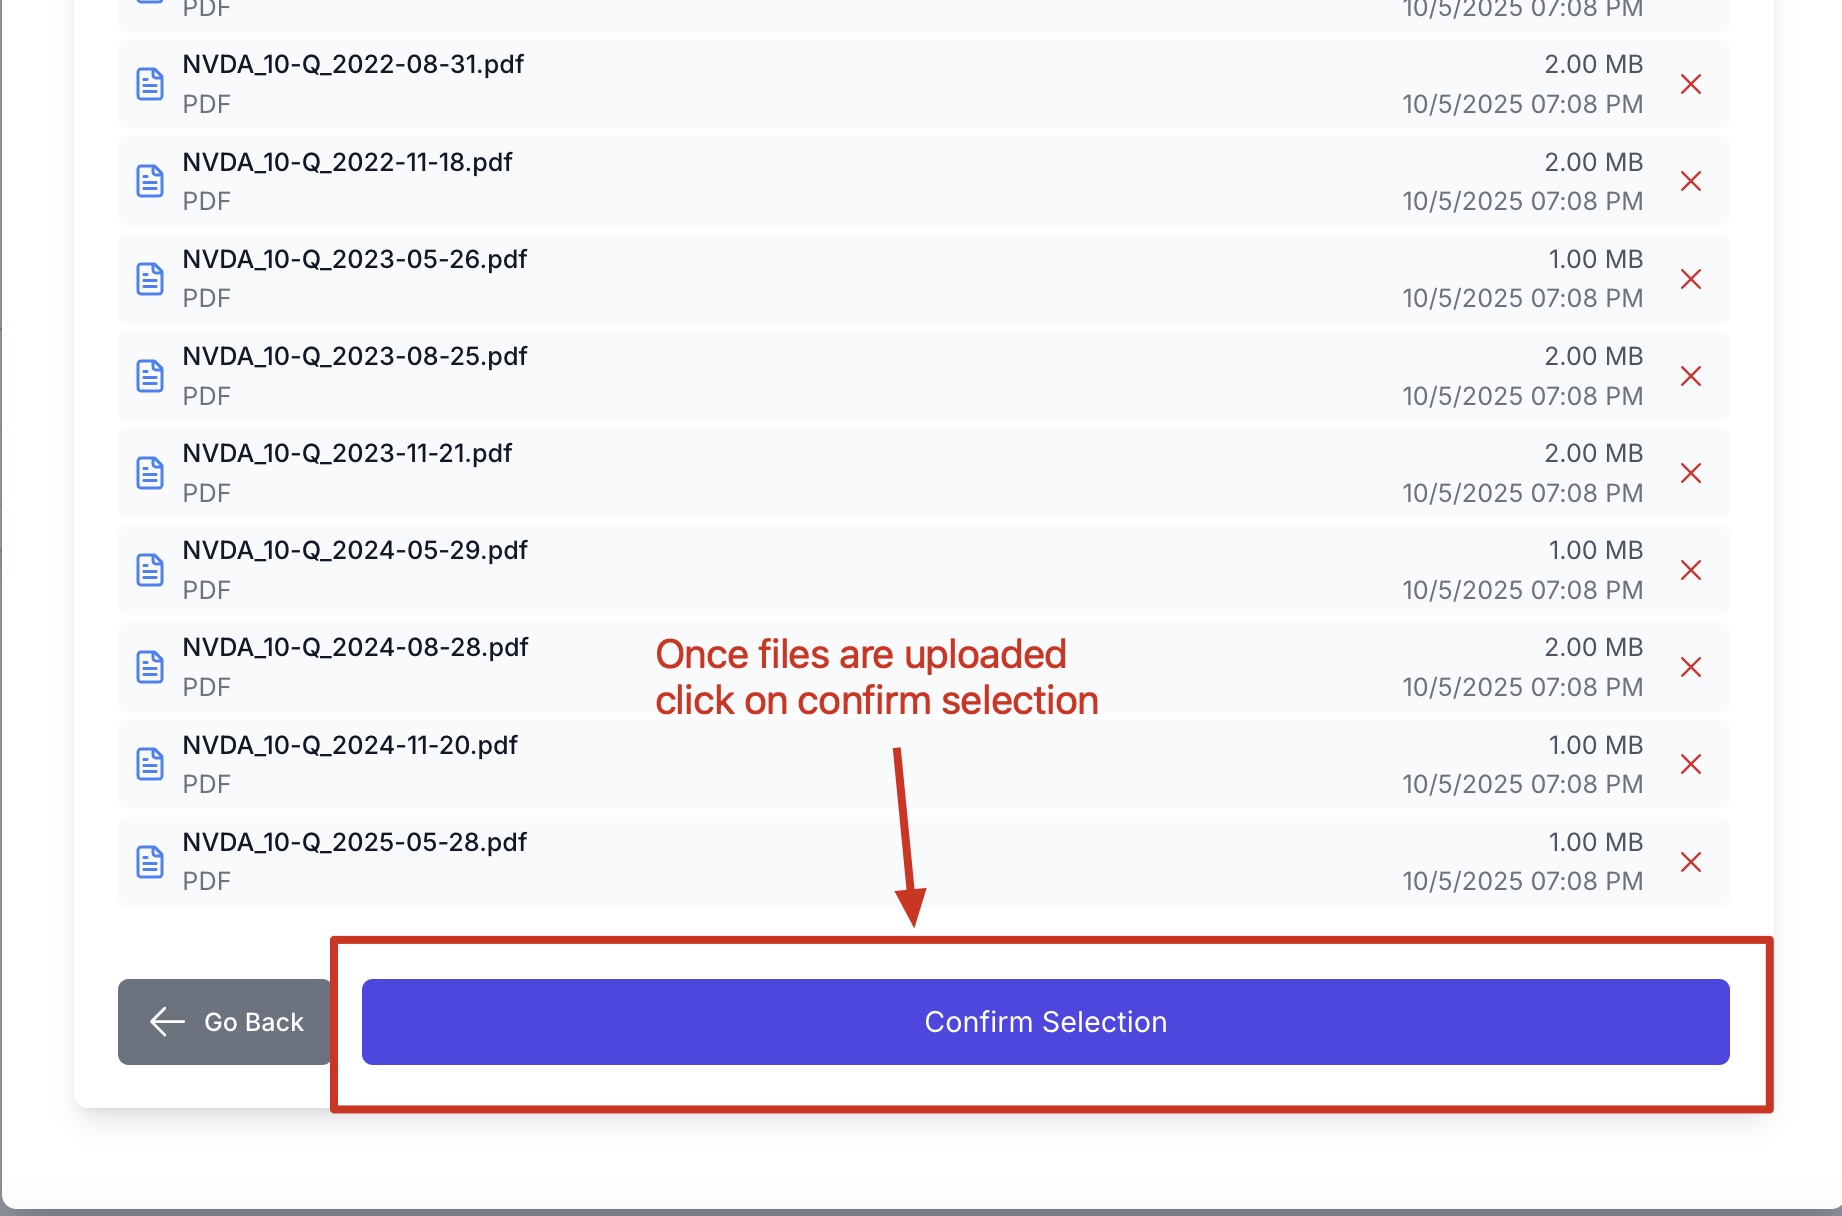 PDF
10/5/2025 07:08 PM
NVDA_10-Q_2022-08-31.pdf
2.00 MB
PDF
10/5/2025 07:08 PM
NVDA_10-Q_2022-11-18.pdf
2.00 MB
PDF
10/5/2025 07:08 PM
NVDA_10-Q_2023-05-26.pdf
1.00 MB
PDF
10/5/2025 07:08 PM
NVDA_10-Q_2023-08-25.pdf
2.00 MB
PDF
10/5/2025 07:08 PM
NVDA_10-Q_2023-11-21.pdf
2.00 MB
PDF
10/5/2025 07:08 PM
NVDA_10-Q_2024-05-29.pdf
1.00 MB
PDF
10/5/2025 07:08 PM
NVDA_10-Q_2024-08-28.pdf
2.00 MB
PDF
10/5/2025 07:08 PM
Once files are uploaded
click on confirm selection
NVDA_10-Q_2024-11-20.pdf
1.00 MB
PDF
10/5/2025 07:08 PM
NVDA_10-Q_2025-05-28.pdf
1.00 MB
PDF
10/5/2025 07:08 PM
Go Back
Confirm Selection